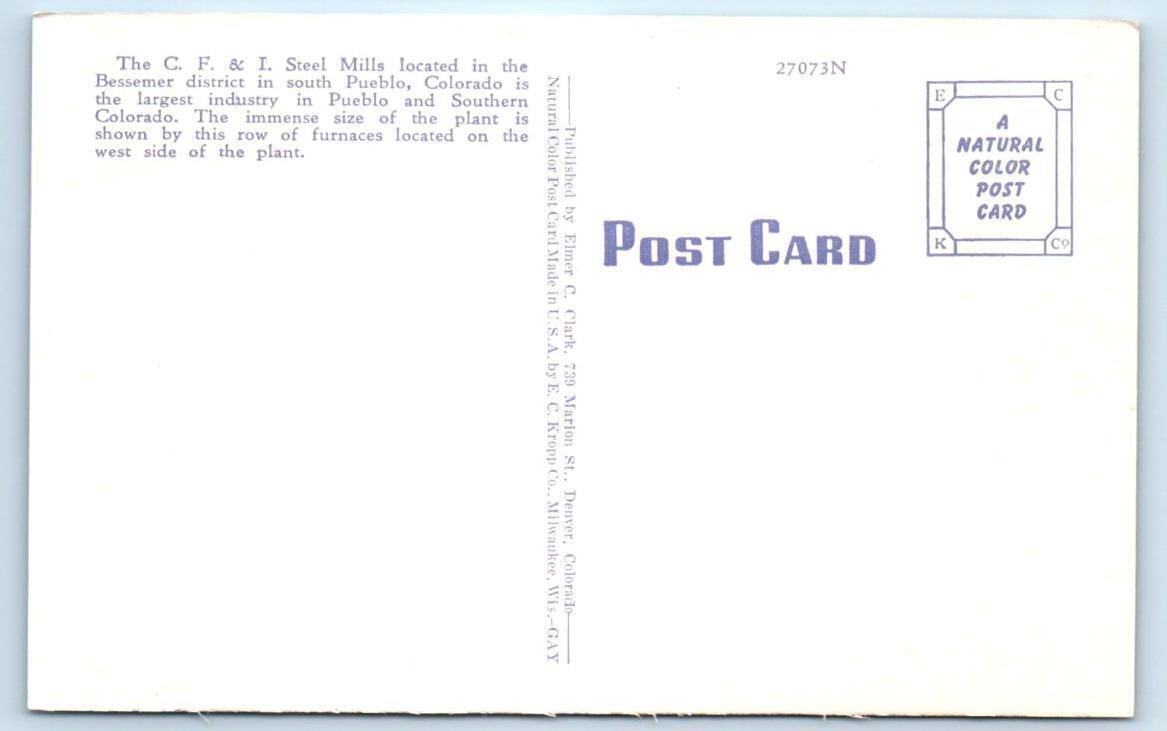 The C. F. & I. Steel Mills located in the
Bessemer district in south Pueblo, Colorado is
the largest industry in Pueblo and Southern
Colorado. The immense size of the plant is
shown by this row of furnaces located on the
west side of the plant.
Published by Elmer C. Clark, 739 Marion St., Denver, Colorado
Natural Color Post Card Made in U.S.A. by E. C. Kropp Co., Milwaukee, Wis.—GAY
27073N
POST CARD
E C
A
NATURAL
COLOR
POST
CARD
K Co